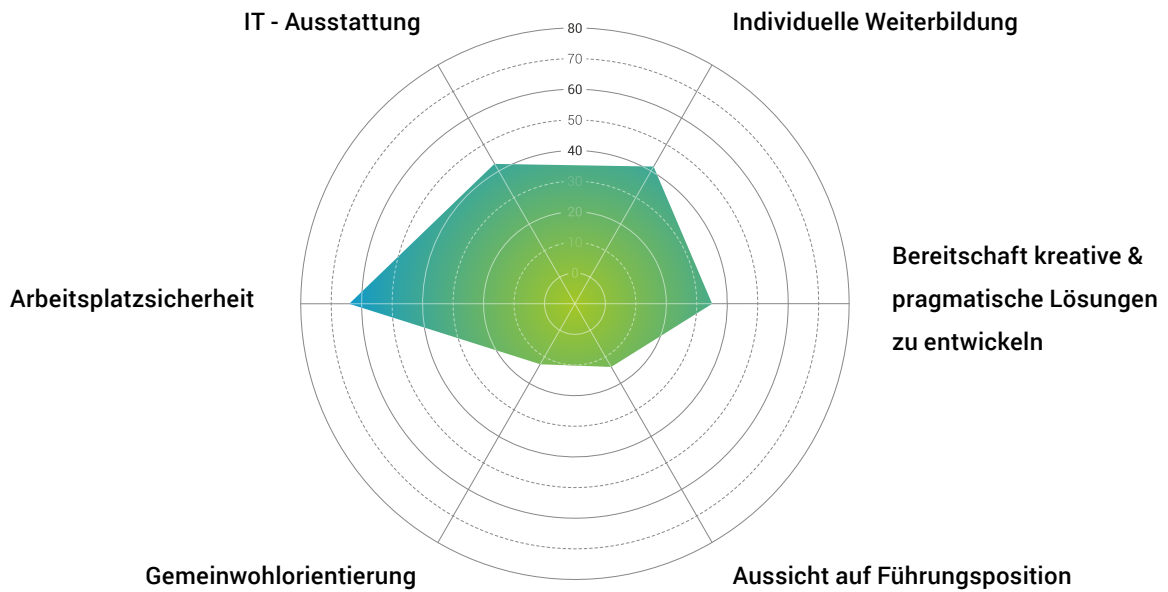 IT - Ausstattung
Individuelle Weiterbildung
80
70
60
50
40
30
20
10
0
Bereitschaft kreative &
pragmatische Lösungen
zu entwickeln
Arbeitsplatzsicherheit
Gemeinwohlorientierung
Aussicht auf Führungsposition